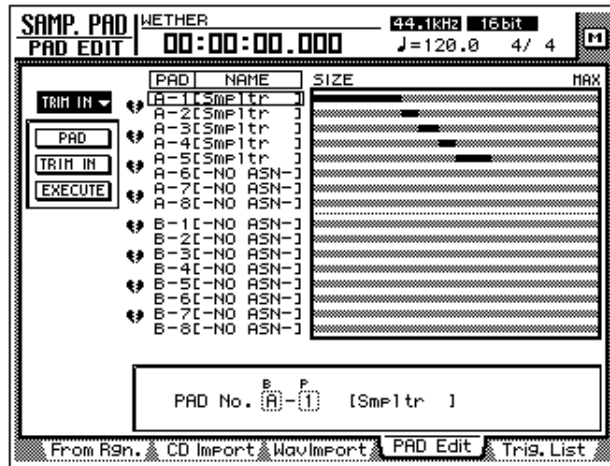 SAMP. PAD WETHER 44.1kHz 16bit M
PAD EDIT 00:00:00.000 ♩=120.0 4/ 4
PAD NAME SIZE MAX
TRIM IN
A-1[Smpltr ]
A-2[Smpltr ]
A-3[Smpltr ]
PAD
A-4[Smpltr ]
TRIM IN
A-5[Smpltr ]
A-6[-NO ASN-]
EXECUTE
A-7[-NO ASN-]
A-8[-NO ASN-]
B-1[-NO ASN-]
B-2[-NO ASN-]
B-3[-NO ASN-]
B-4[-NO ASN-]
B-5[-NO ASN-]
B-6[-NO ASN-]
B-7[-NO ASN-]
B-8[-NO ASN-]
B P
PAD No. A-1 [Smpltr ]
From Rgn. CD Import WavImport PAD Edit Trig. List